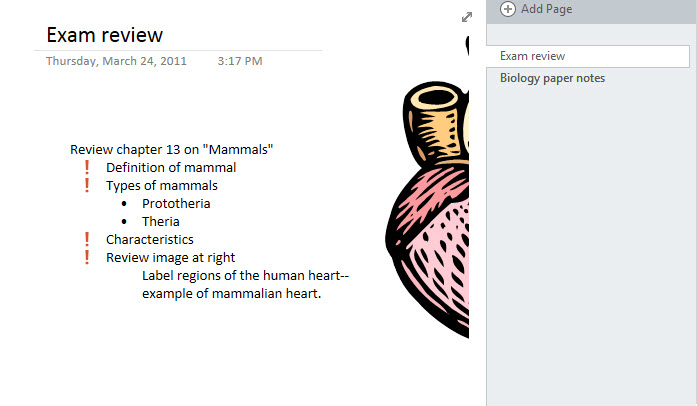 Exam review
Thursday, March 24, 2011 3:17 PM
Review chapter 13 on "Mammals"
❗ Definition of mammal
❗ Types of mammals
• Prototheria
• Theria
❗ Characteristics
❗ Review image at right
Label regions of the human heart--
example of mammalian heart.
Add Page
Exam review
Biology paper notes